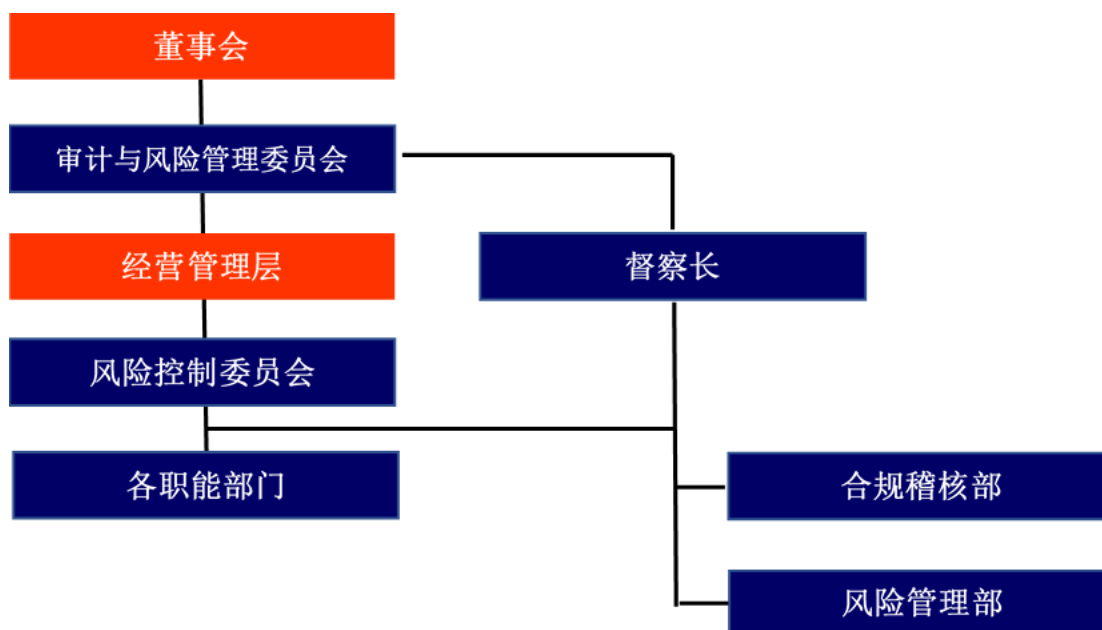 董事会
审计与风险管理委员会
经营管理层
督察长
风险控制委员会
各职能部门
合规稽核部
风险管理部